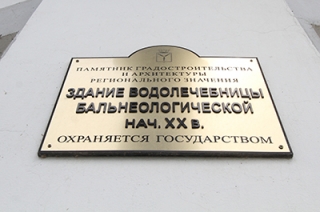 ПАМЯТНИК ГРАДОСТРОИТЕЛЬСТВА
И АРХИТЕКТУРЫ
РЕГИОНАЛЬНОГО ЗНАЧЕНИЯ
ЗДАНИЕ ВОДОЛЕЧЕБНИЦЫ
БАЛЬНЕОЛОГИЧЕСКОЙ
НАЧ. XX В.
ОХРАНЯЕТСЯ ГОСУДАРСТВОМ